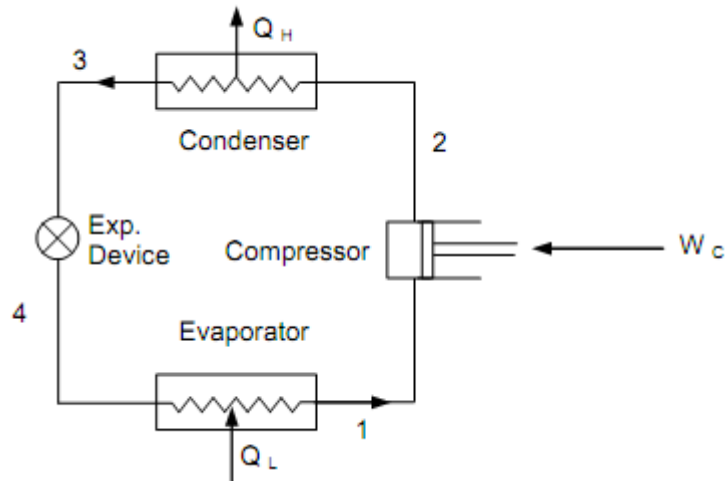 Q H
3
Condenser
2
Exp.
Device
Compressor
W C
4
Evaporator
1
Q L